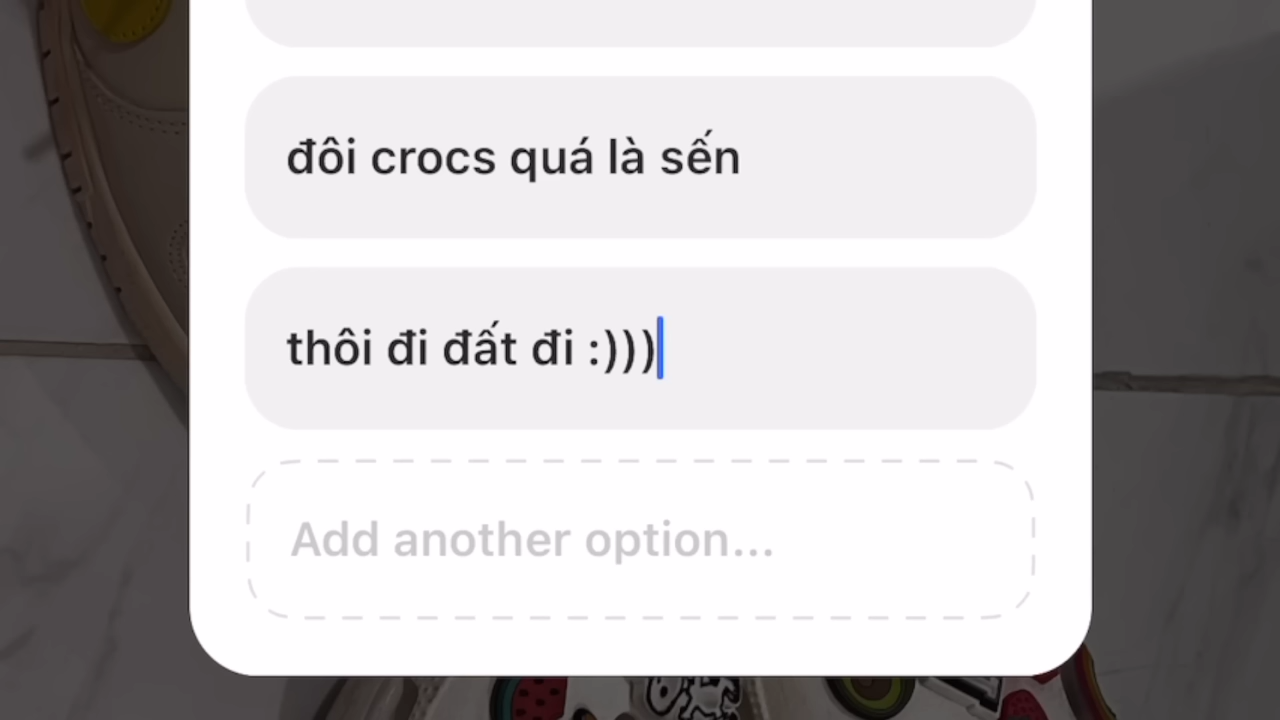 đôi crocs quá là sến
thôi đi đất đi :)))
Add another option...